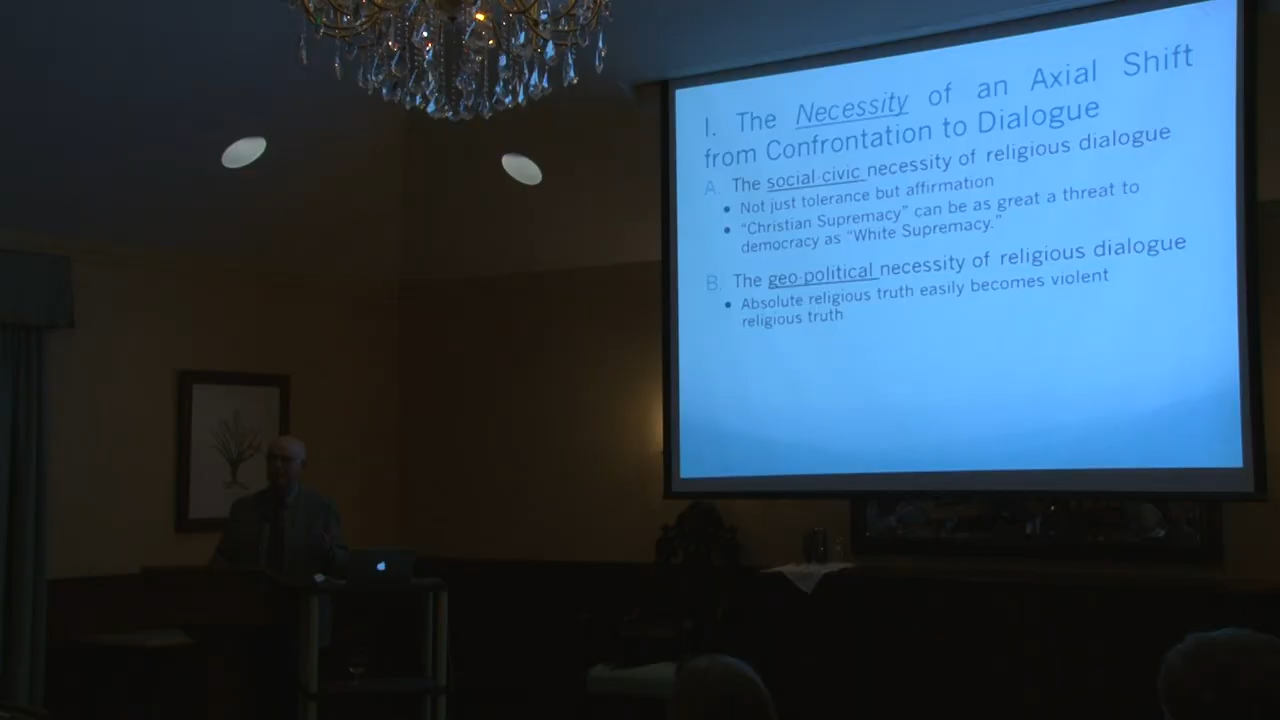 I. The Necessity of an Axial Shift
from Confrontation to Dialogue
A. The social-civic necessity of religious dialogue
• Not just tolerance but affirmation
• “Christian Supremacy” can be as great a threat to
democracy as “White Supremacy.”
B. The geo-political necessity of religious dialogue
• Absolute religious truth easily becomes violent
religious truth